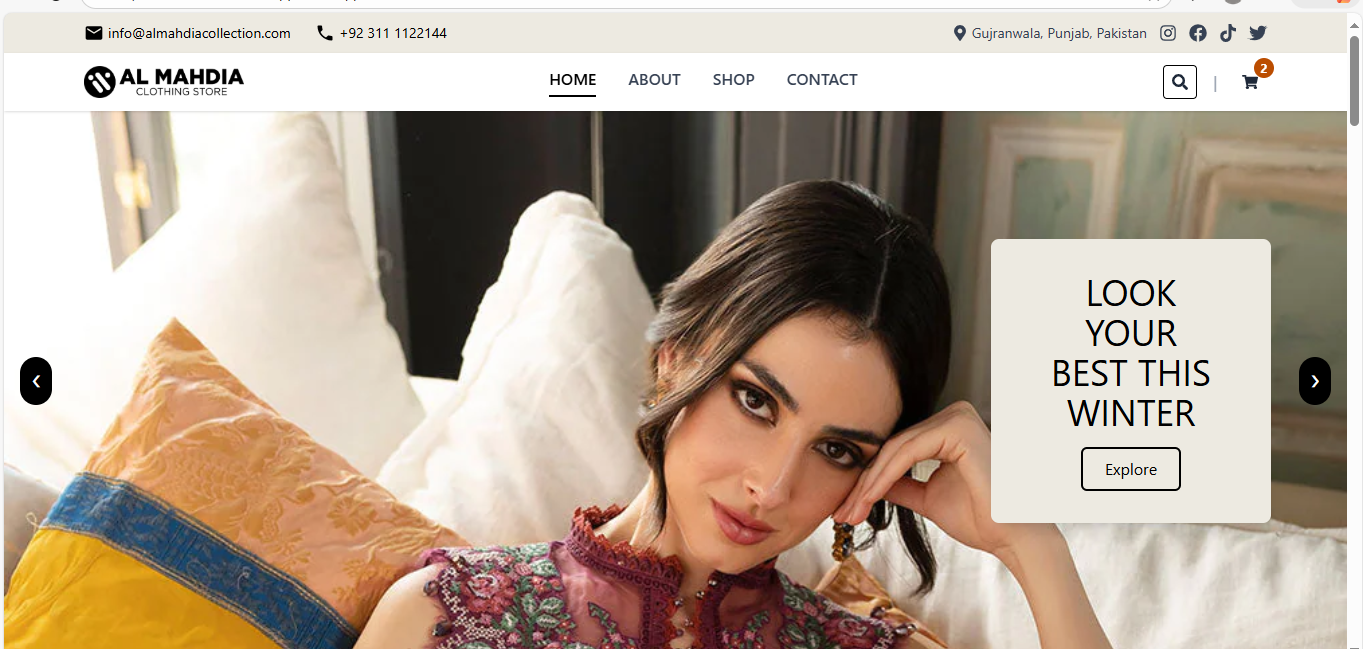 info@almahdiacollection.com
+92 311 1122144
Gujranwala, Punjab, Pakistan
AL MAHDIA
CLOTHING STORE
HOME
ABOUT
SHOP
CONTACT
|
2
LOOK
YOUR
BEST THIS
WINTER
Explore